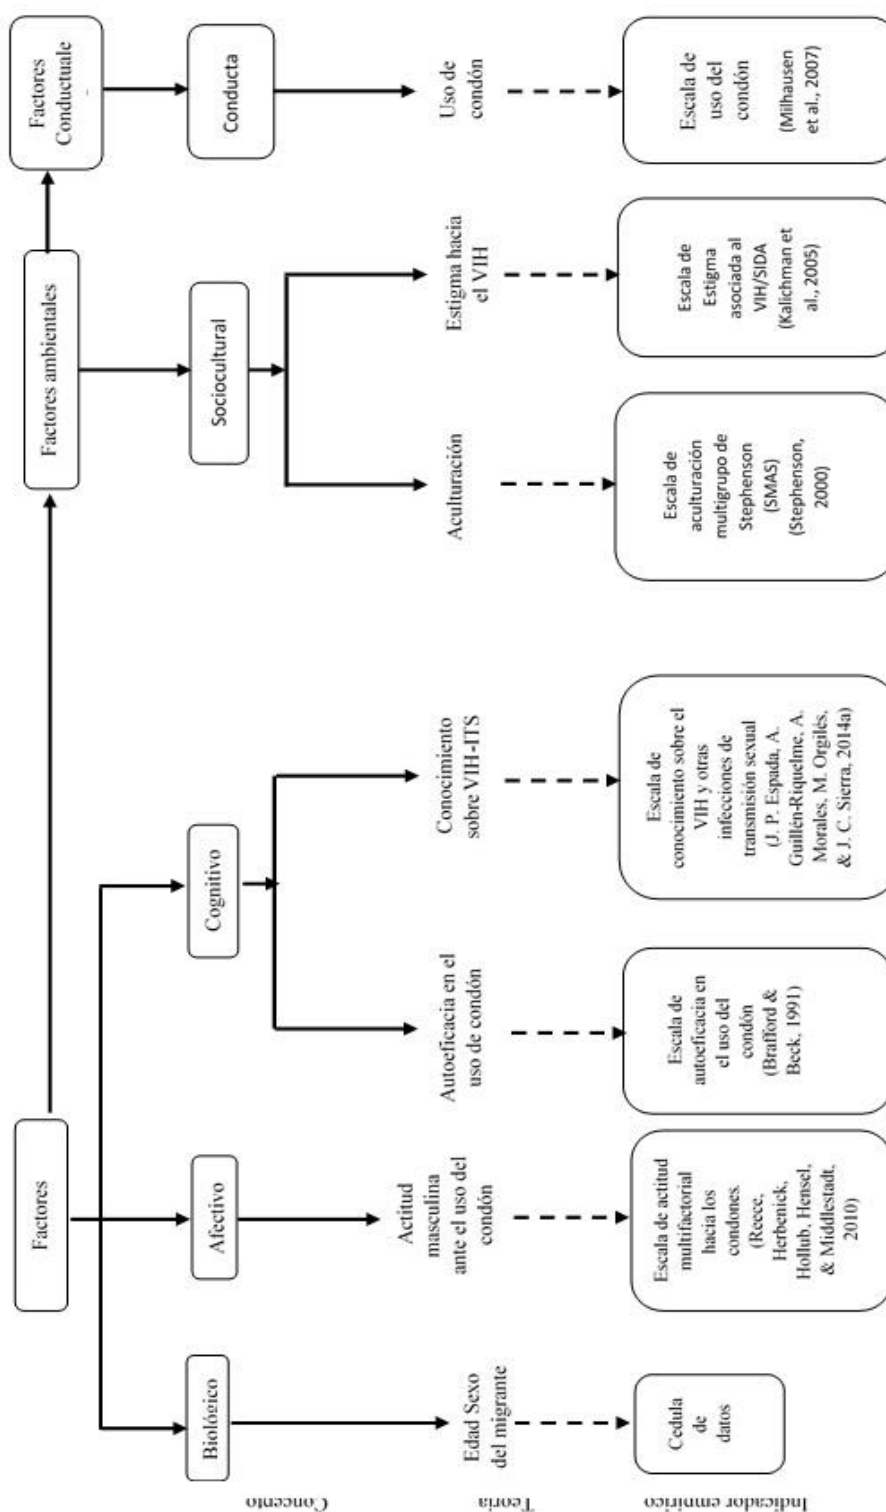 Factores
Factores ambientales
Factores
Conductuale
Biológico
Afectivo
Cognitivo
Sociocultural
Conducta
Edad Sexo
del migrante
Actitud
masculina
ante el uso del
condón
Autoeficacia en el
uso de condón
Conocimiento
sobre VIH-ITS
Aculturación
Estigma hacia
el VIH
Uso de
condón
Cedula
de
datos
Escala de actitud
multifactorial
hacia los
condones.
(Reece,
Herbenick,
Hollub, Hensel,
& Middlestadt,
2010)
Escala de
autoeficacia en
el uso del
condón
(Brafford &
Beck, 1991)
Escala de
conocimiento sobre el
VIH y otras
infecciones de
transmisión sexual
(J. P. Espada, A.
Guillén-Riquelme, A.
Morales, M. Orgilés,
& J. C. Sierra, 2014a)
Escala de
aculturación
multigrupo de
Stephenson
(SMAS)
(Stephenson,
2000)
Escala de
Estigma
asociada al
VIH/SIDA
(Kalichman et
al., 2005)
Escala de
uso del
condón
(Milhausen
et al., 2007)
Concepto
Teoría
Indicador empírico